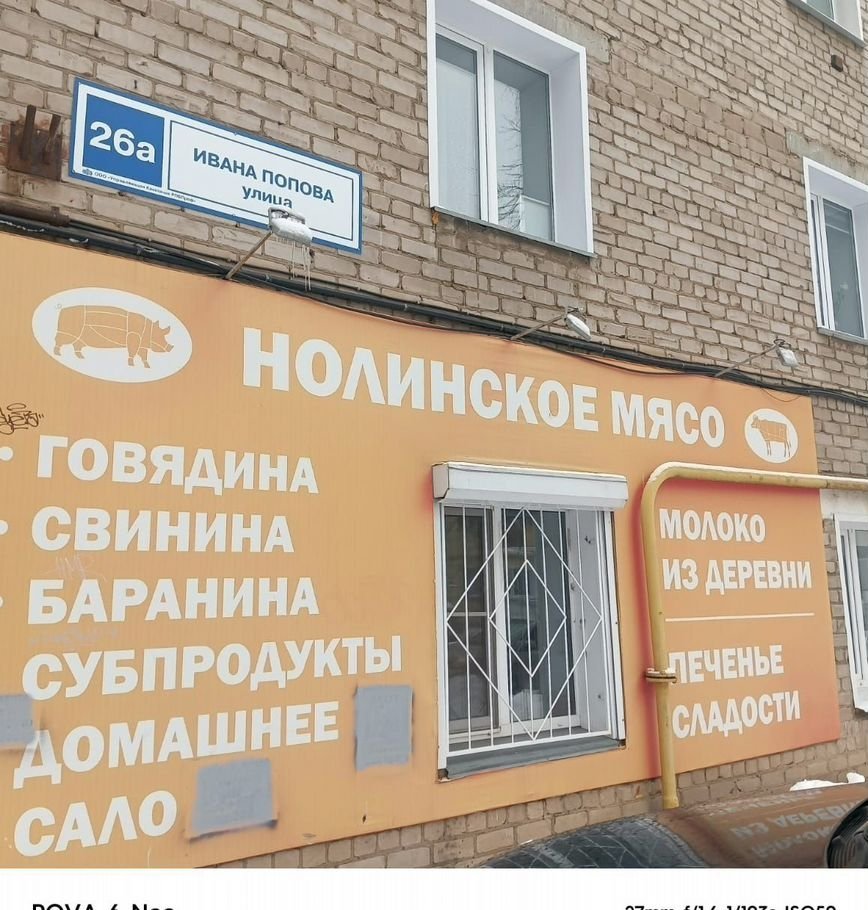 26а
ИВАНА ПОПОВА
улица
НОЛИНСКОЕ МЯСО
• ГОВЯДИНА
• СВИНИНА
• БАРАНИНА
СУБПРОДУКТЫ
ДОМАШНЕЕ
САЛО
МОЛОКО
ИЗ ДЕРЕВНИ
ПЕЧЕНЬЕ
СЛАДОСТИ